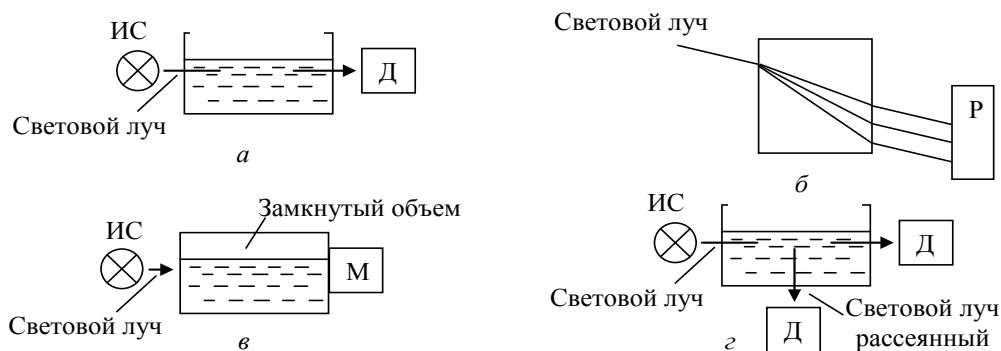 ИС
Д
Световой луч
а
Световой луч
Р
б
Замкнутый объем
ИС
М
Световой луч
в
ИС
Д
Световой луч
Световой луч
рассеянный
Д
г